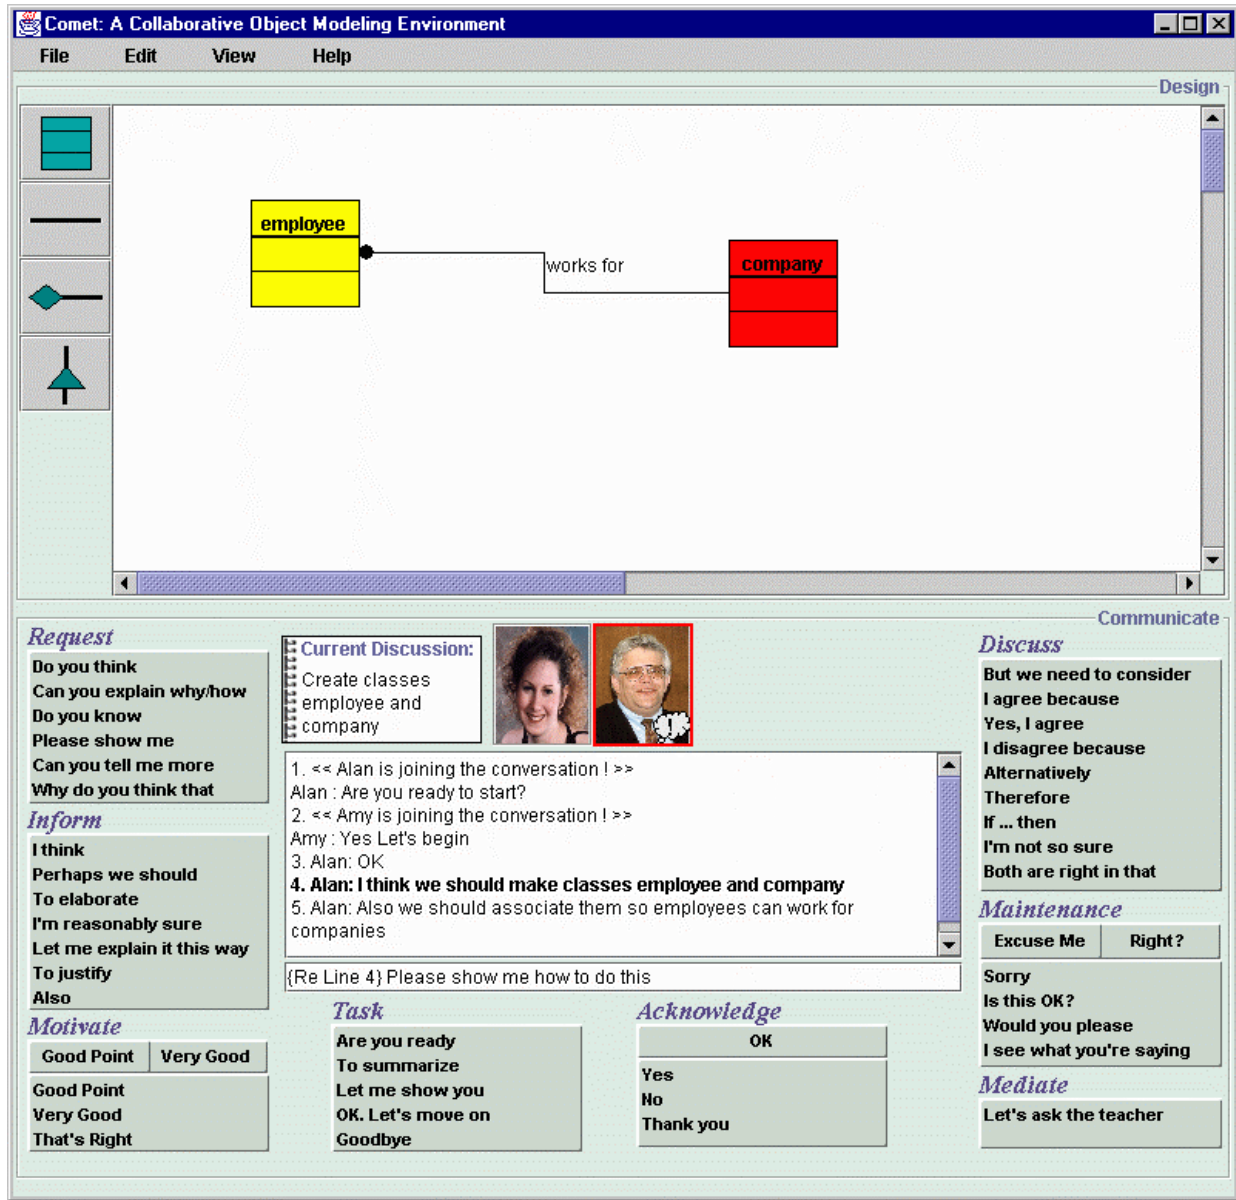 Comet: A Collaborative Object Modeling Environment
File Edit View Help
Design
employee
works for
company
Communicate
Request
Do you think
Can you explain why/how
Do you know
Please show me
Can you tell me more
Why do you think that
Inform
I think
Perhaps we should
To elaborate
I'm reasonably sure
Let me explain it this way
To justify
Also
Motivate
Good Point Very Good
Good Point
Very Good
That's Right
Current Discussion:
Create classes
employee and
company
1. << Alan is joining the conversation ! >>
Alan : Are you ready to start?
2. << Amy is joining the conversation ! >>
Amy : Yes Let's begin
3. Alan: OK
4. Alan: I think we should make classes employee and company
5. Alan: Also we should associate them so employees can work for
companies
{Re Line 4} Please show me how to do this
Task
Are you ready
To summarize
Let me show you
OK. Let's move on
Goodbye
Acknowledge
OK
Yes
No
Thank you
Discuss
But we need to consider
I agree because
Yes, I agree
I disagree because
Alternatively
Therefore
If ... then
I'm not so sure
Both are right in that
Maintenance
Excuse Me Right?
Sorry
Is this OK?
Would you please
I see what you're saying
Mediate
Let's ask the teacher